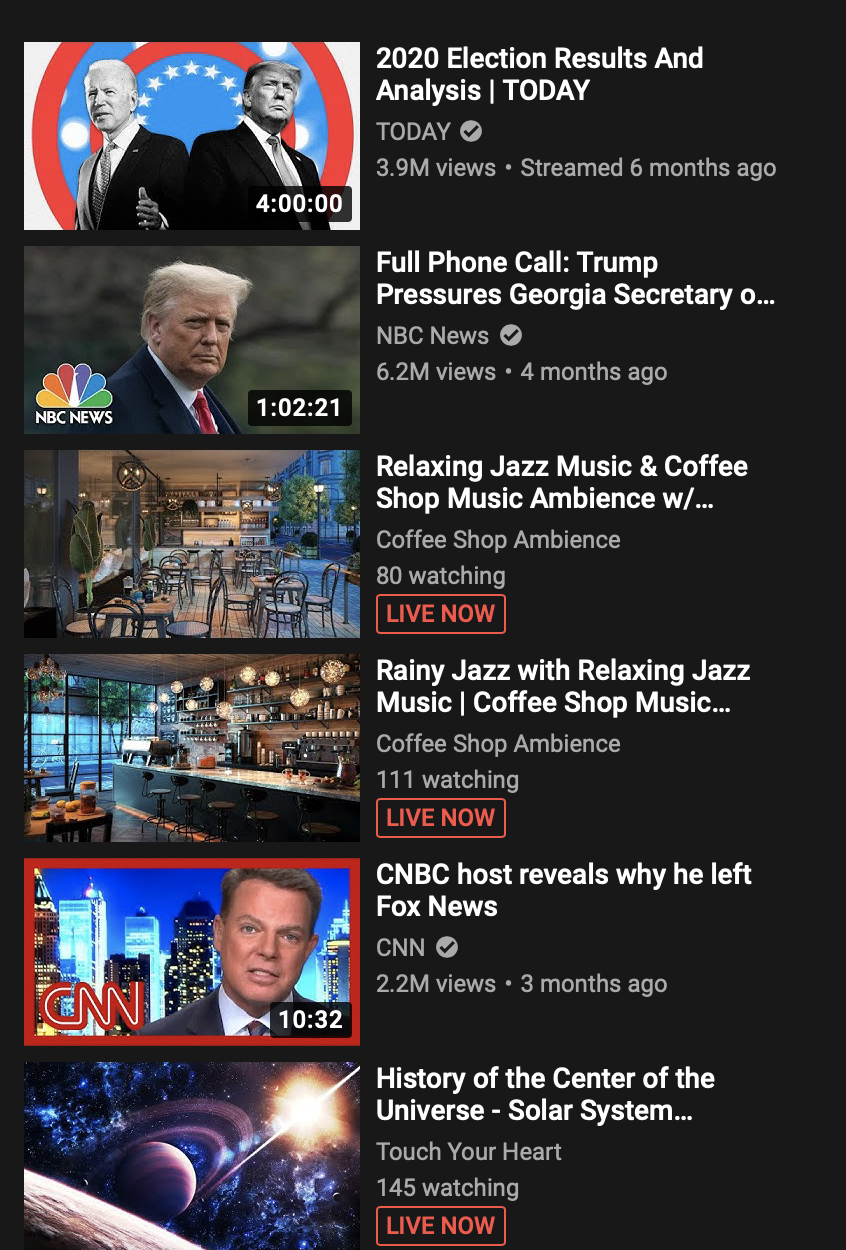 4:00:00
2020 Election Results And
Analysis | TODAY
TODAY
3.9M views • Streamed 6 months ago
NBC NEWS
1:02:21
Full Phone Call: Trump
Pressures Georgia Secretary o…
NBC News
6.2M views • 4 months ago
Relaxing Jazz Music & Coffee
Shop Music Ambience w/…
Coffee Shop Ambience
80 watching
LIVE NOW
Rainy Jazz with Relaxing Jazz
Music | Coffee Shop Music…
Coffee Shop Ambience
111 watching
LIVE NOW
CNN
10:32
CNBC host reveals why he left
Fox News
CNN
2.2M views • 3 months ago
History of the Center of the
Universe - Solar System…
Touch Your Heart
145 watching
LIVE NOW